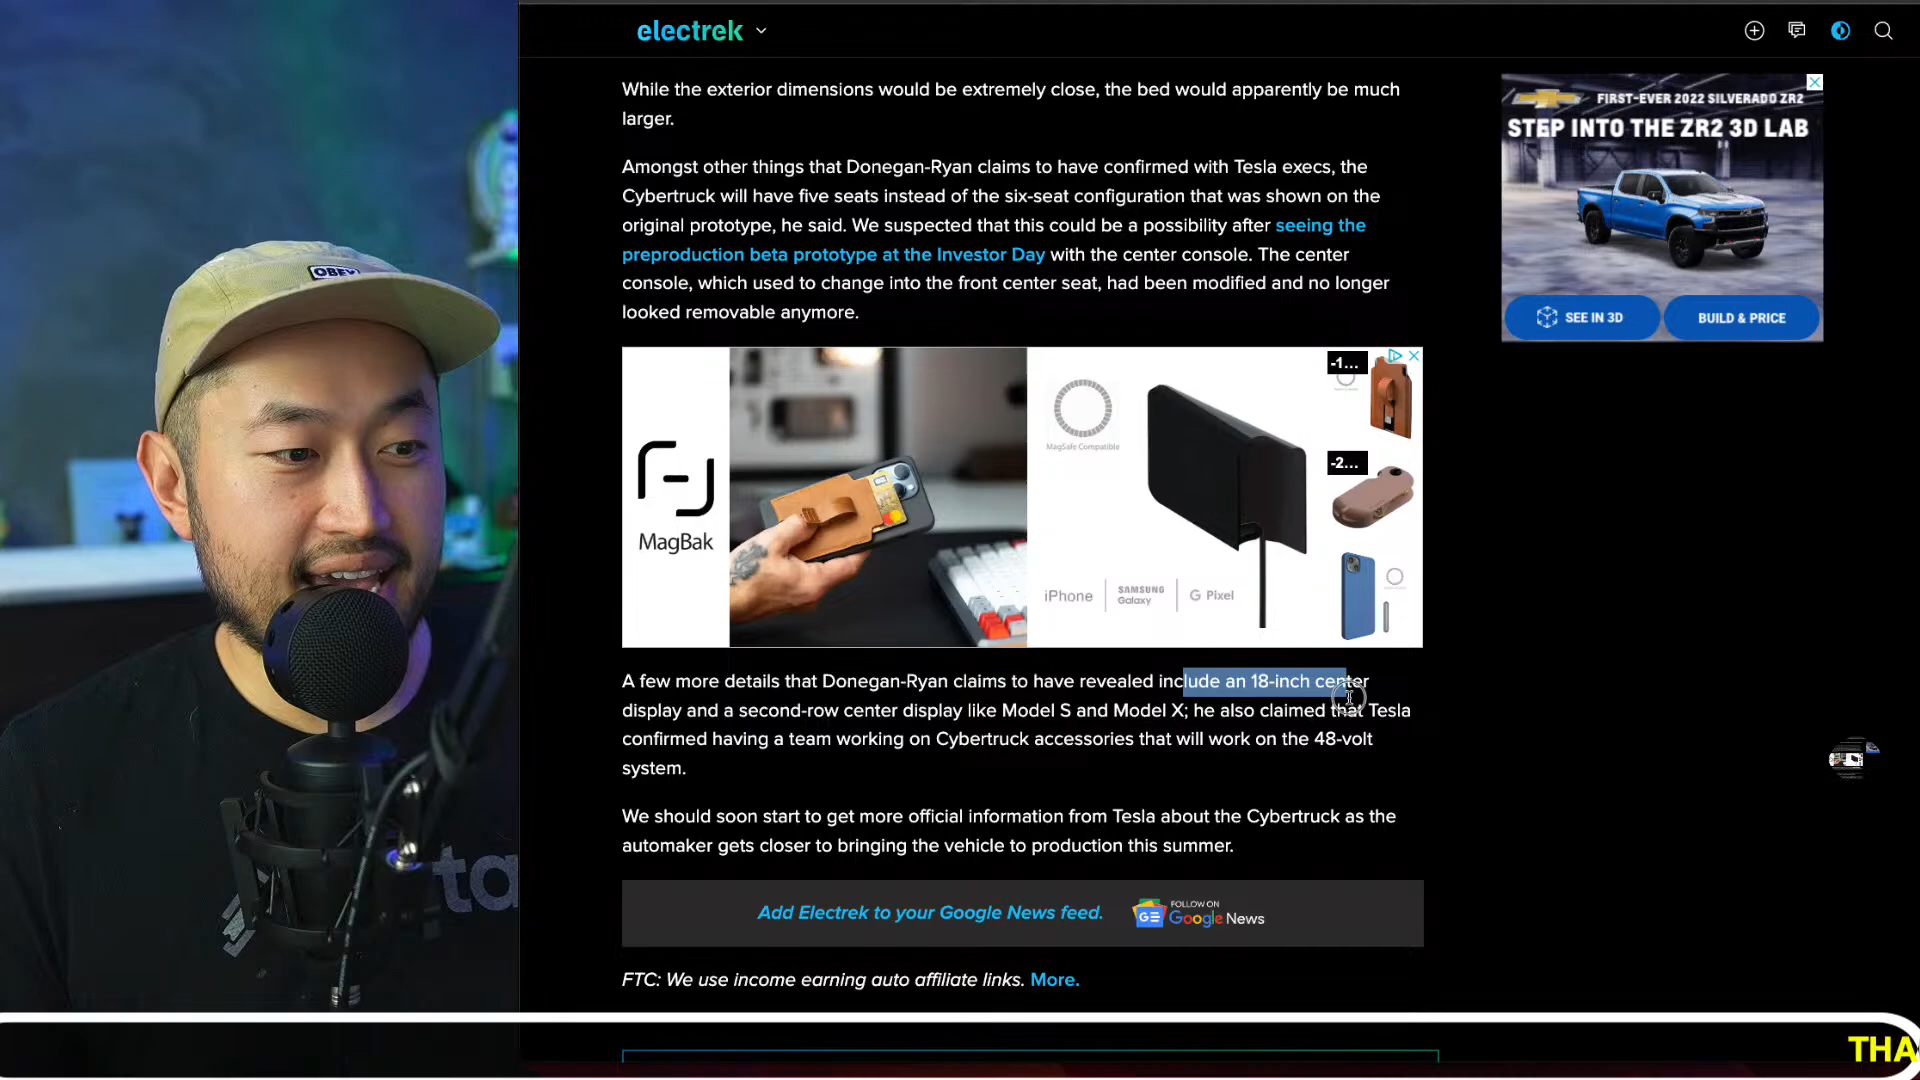 electrek
While the exterior dimensions would be extremely close, the bed would apparently be much
larger.
Amongst other things that Donegan-Ryan claims to have confirmed with Tesla execs, the
Cybertruck will have five seats instead of the six-seat configuration that was shown on the
original prototype, he said. We suspected that this could be a possibility after seeing the
preproduction beta prototype at the Investor Day with the center console. The center
console, which used to change into the front center seat, had been modified and no longer
looked removable anymore.
FIRST-EVER 2022 SILVERADO ZR2
STEP INTO THE ZR2 3D LAB
SEE IN 3D
BUILD & PRICE
OBEY
MagBak
MagSafe Compatible
iPhone
SAMSUNG
Galaxy
G Pixel
-1...
-2...
A few more details that Donegan-Ryan claims to have revealed include an 18-inch center
display and a second-row center display like Model S and Model X; he also claimed that Tesla
confirmed having a team working on Cybertruck accessories that will work on the 48-volt
system.
We should soon start to get more official information from Tesla about the Cybertruck as the
automaker gets closer to bringing the vehicle to production this summer.
Add Electrek to your Google News feed.
GE
FOLLOW ON
Google News
FTC: We use income earning auto affiliate links. More.
ta
THA